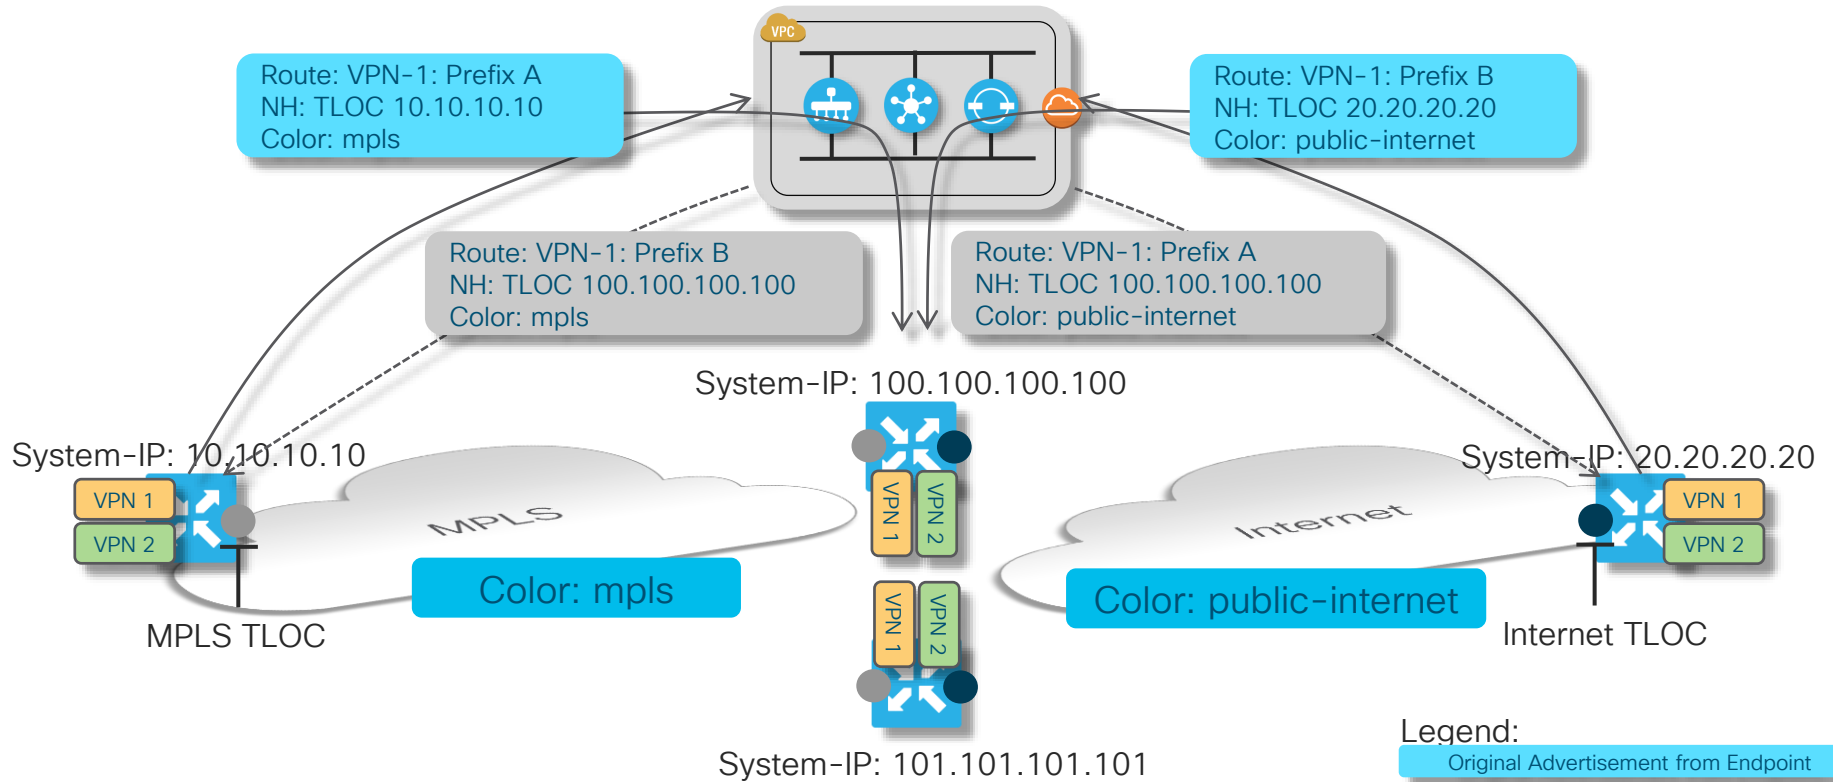 VPC
Route: VPN-1: Prefix A
NH: TLOC 10.10.10.10
Color: mpls
Route: VPN-1: Prefix B
NH: TLOC 20.20.20.20
Color: public-internet
Route: VPN-1: Prefix B
NH: TLOC 100.100.100.100
Color: mpls
Route: VPN-1: Prefix A
NH: TLOC 100.100.100.100
Color: public-internet
System-IP: 100.100.100.100
System-IP: 10.10.10.10
System-IP: 20.20.20.20
VPN 1
VPN 2
MPLS
VPN 1
VPN 2
Internet
VPN 1
VPN 2
Color: mpls
Color: public-internet
VPN 1
VPN 2
MPLS TLOC
Internet TLOC
System-IP: 101.101.101.101
Legend:
Original Advertisement from Endpoint